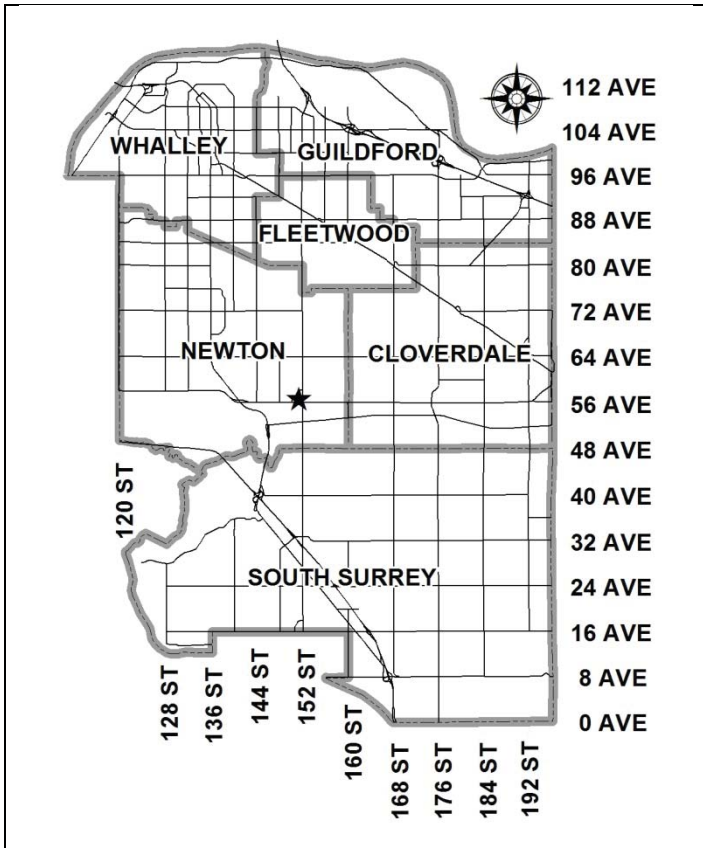 112 AVE
104 AVE
WHALLEY
GUILDFORD
96 AVE
88 AVE
FLEETWOOD
80 AVE
72 AVE
NEWTON
CLOVERDALE
64 AVE
56 AVE
48 AVE
120 ST
40 AVE
32 AVE
SOUTH SURREY
24 AVE
16 AVE
8 AVE
0 AVE
128 ST
136 ST
144 ST
152 ST
160 ST
168 ST
176 ST
184 ST
192 ST